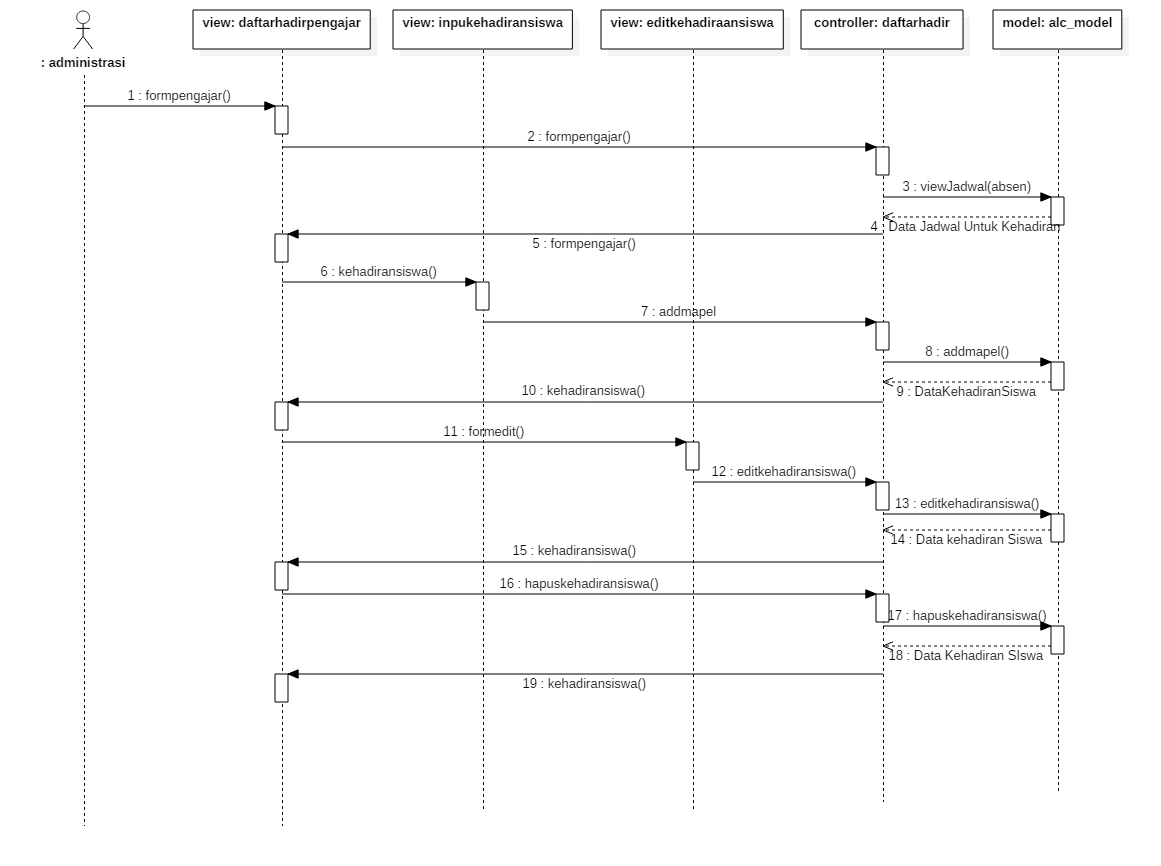 view: daftarhadirpengajar
view: inpukehadiransiswa
view: editkehadiraansiswa
controller: daftarhadir
model: alc_model
: administrasi
1 : formpengajar()
2 : formpengajar()
3 : viewJadwal(absen)
4 Data Jadwal Untuk Kehadiran
5 : formpengajar()
6 : kehadiransiswa()
7 : addmapel
8 : addmapel()
9 : DataKehadiranSiswa
10 : kehadiransiswa()
11 : formedit()
12 : editkehadiransiswa()
13 : editkehadiransiswa()
14 : Data kehadiran Siswa
15 : kehadiransiswa()
16 : hapuskehadiransiswa()
17 : hapuskehadiransiswa()
18 : Data Kehadiran SIswa
19 : kehadiransiswa()